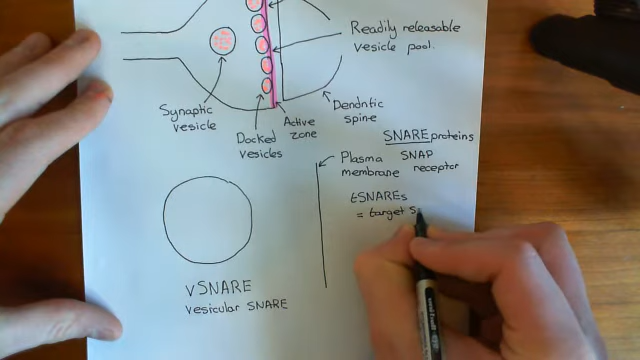 Readily releasable
vesicle pool.
Synaptic
vesicle
Docked
vesicles
Active
zone
Dendritic
spine
SNARE proteins
SNAP
receptor
Plasma
membrane
tSNAREs
= target S
vSNARE
vesicular SNARE